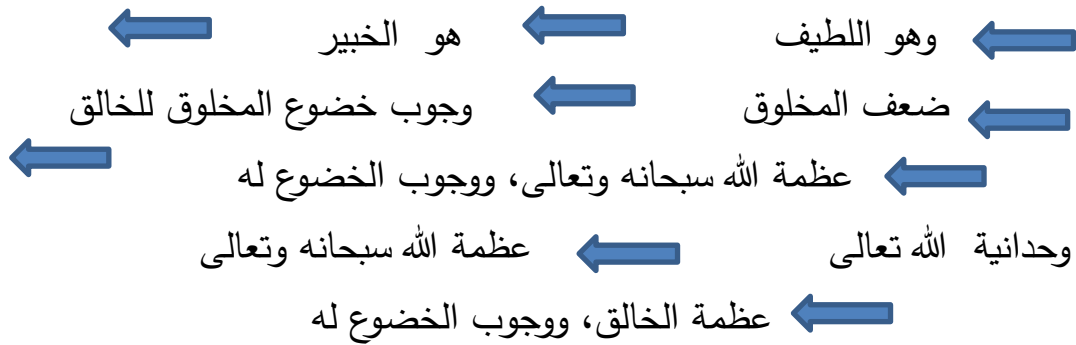 وهو اللطيف هو الخبير
ضعف المخلوق وجوب خضوع المخلوق للخالق
عظمة الله سبحانه وتعالى، ووجوب الخضوع له
وحدانية الله تعالى عظمة الله سبحانه وتعالى
عظمة الخالق، ووجوب الخضوع له